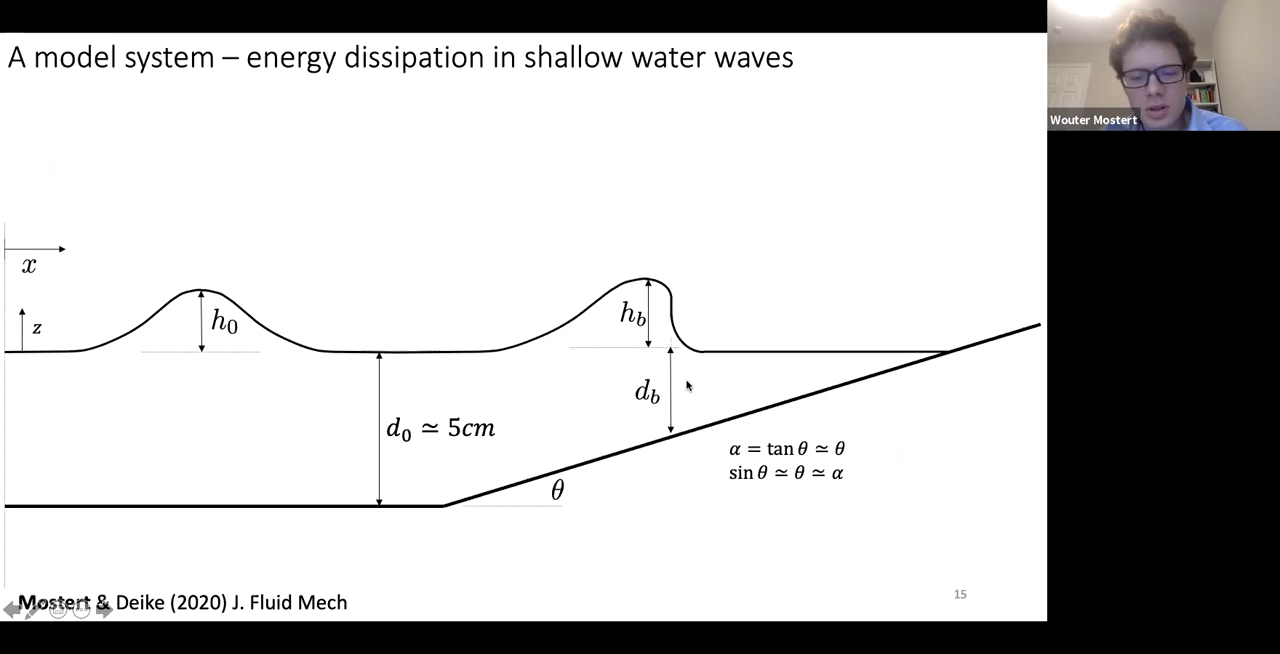 A model system – energy dissipation in shallow water waves
Wouter Mostert
x
z
h₀
h_b
d_b
d₀ ≃ 5cm
α = tan θ ≃ θ
sin θ ≃ θ ≃ α
θ
Mostert & Deike (2020) J. Fluid Mech
15